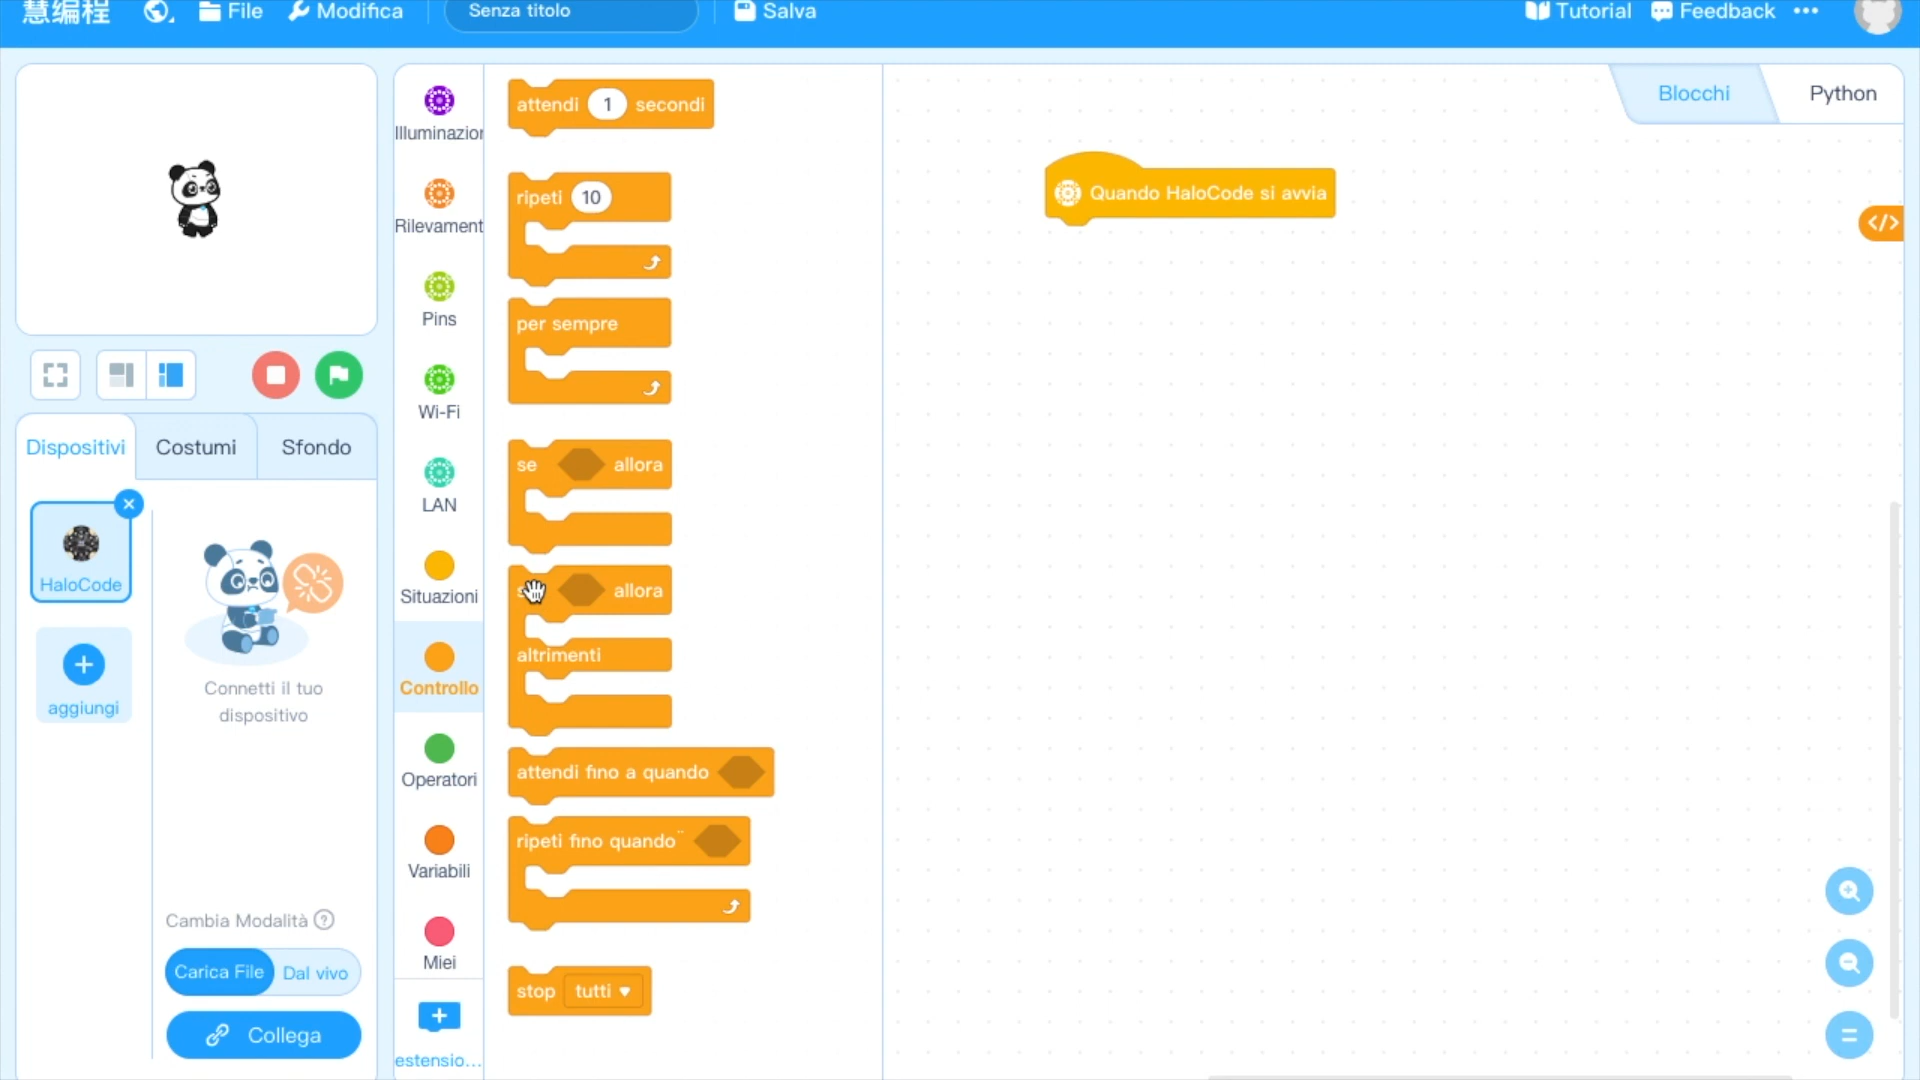 慧编程
File
Modifica
Senza titolo
Salva
Tutorial
Feedback
Blocchi
Python
Quando HaloCode si avvia
</>
Dispositivi
Costumi
Sfondo
HaloCode
aggiungi
Connetti il tuo
dispositivo
Cambia Modalità ?
Carica File
Dal vivo
Collega
Illuminazion
Rilevament
Pins
Wi-Fi
LAN
Situazioni
Controllo
Operatori
Variabili
Miei
estensio...
attendi 1 secondi
ripeti 10
per sempre
se allora
allora
altrimenti
attendi fino a quando
ripeti fino quando¨
stop tutti